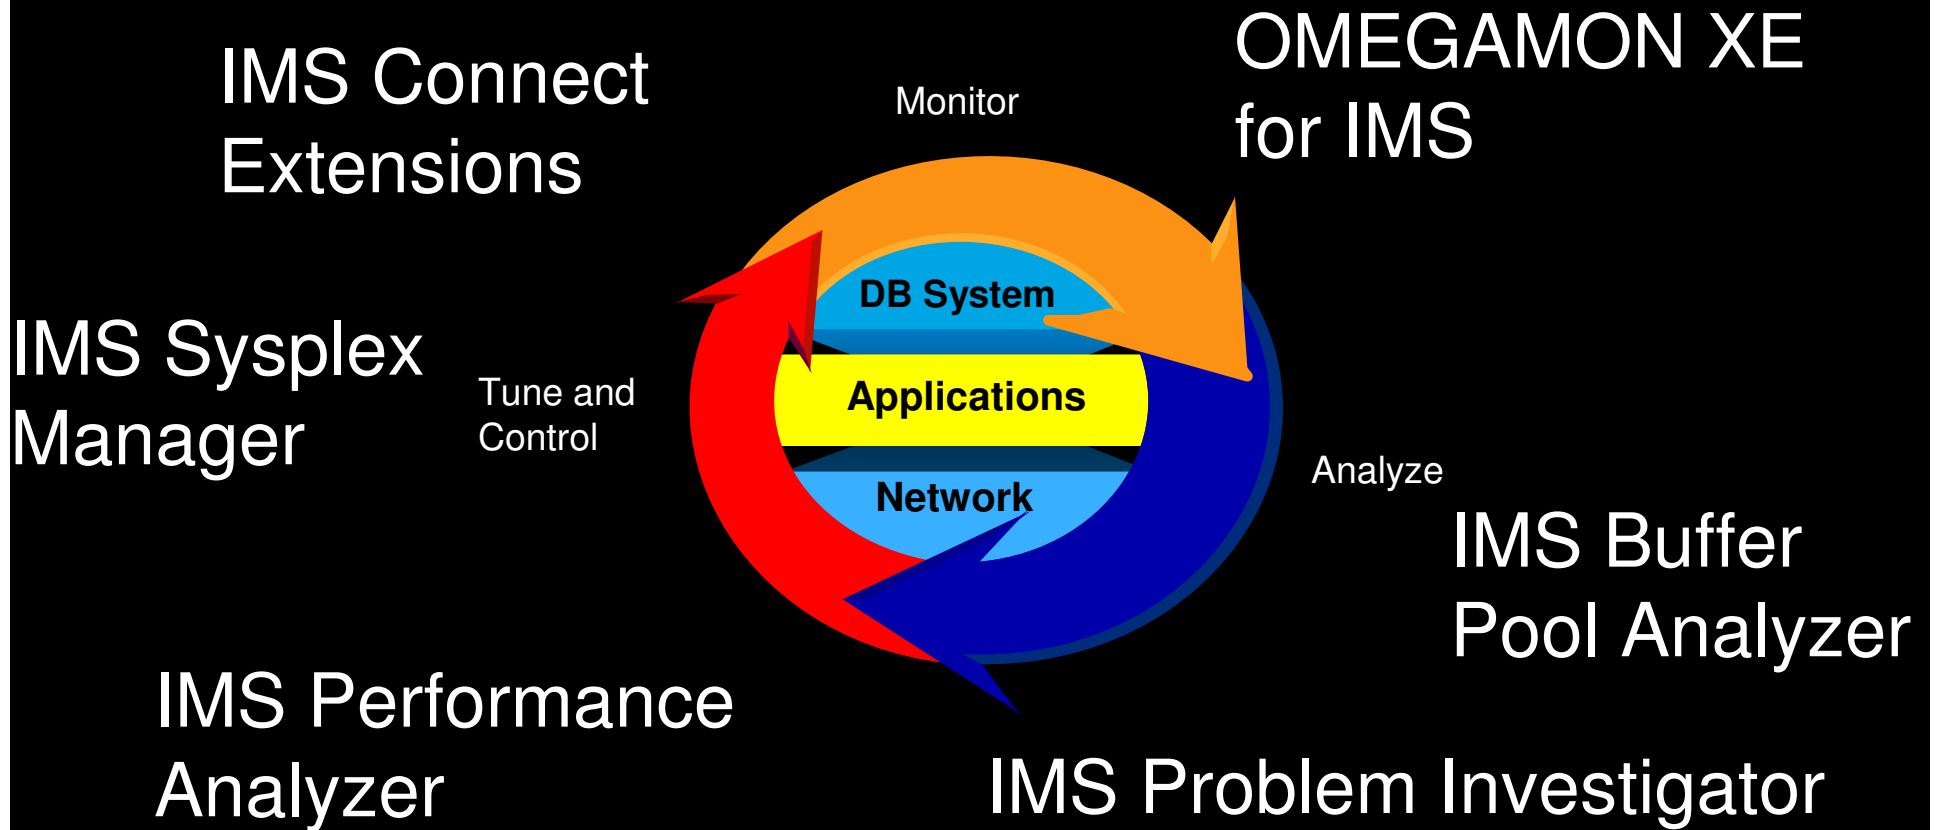 IMS Connect
Extensions
Monitor
OMEGAMON XE
for IMS
DB System
IMS Sysplex
Manager
Tune and
Control
Applications
Analyze
Network
IMS Buffer
Pool Analyzer
IMS Performance
Analyzer
IMS Problem Investigator